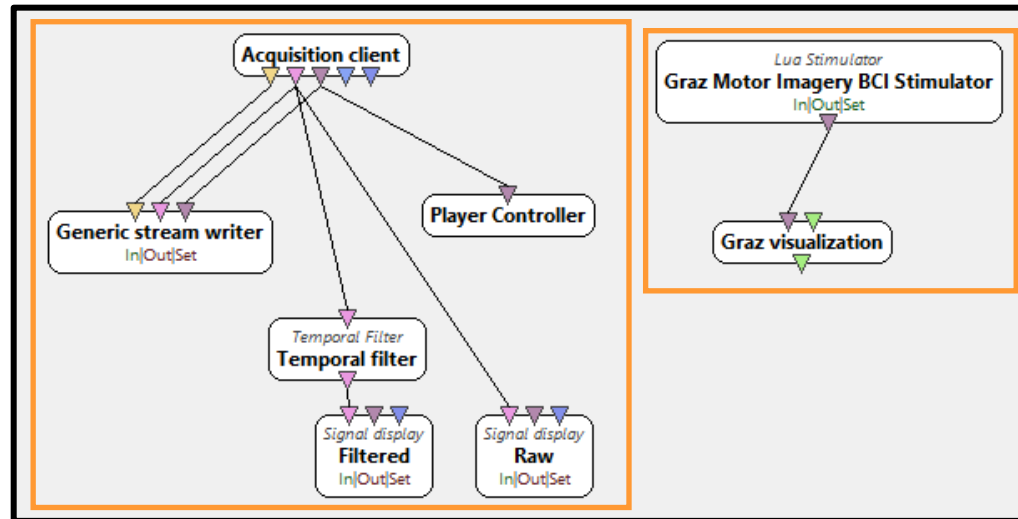 Acquisition client
Generic stream writer
In|Out|Set
Player Controller
Temporal Filter
Temporal filter
Signal display
Filtered
In|Out|Set
Signal display
Raw
In|Out|Set
Lua Stimulator
Graz Motor Imagery BCI Stimulator
In|Out|Set
Graz visualization